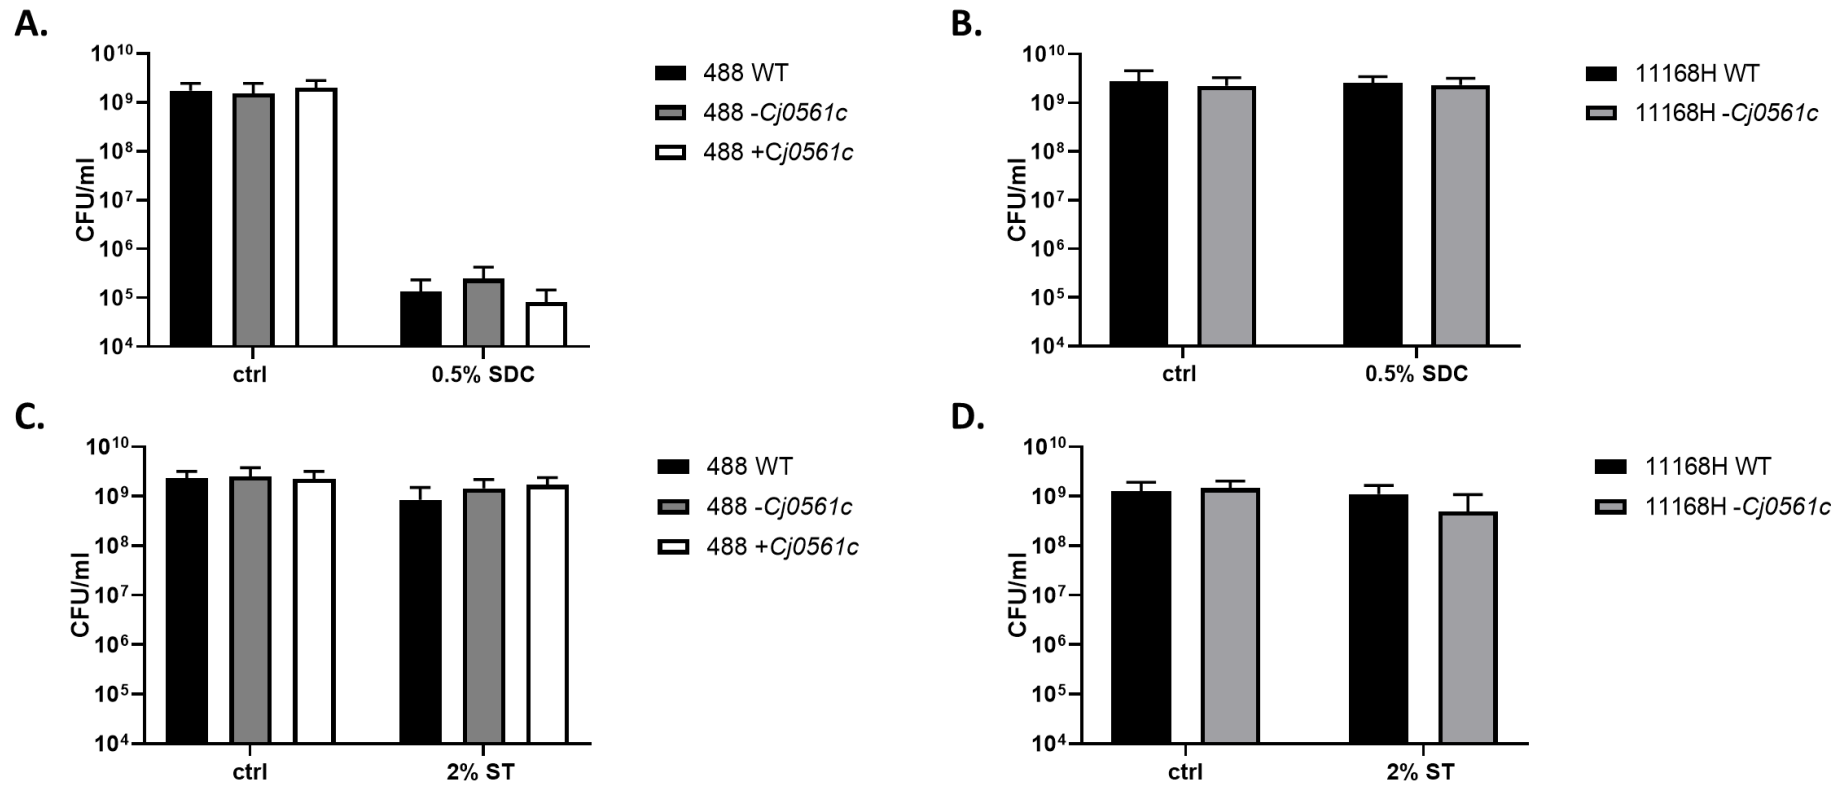 A.
10¹⁰
10⁹
10⁸
10⁷
10⁶
10⁵
10⁴
CFU/ml
ctrl
0.5% SDC
488 WT
488 -Cj0561c
488 +Cj0561c
B.
10¹⁰
10⁹
10⁸
10⁷
10⁶
10⁵
10⁴
CFU/ml
ctrl
0.5% SDC
11168H WT
11168H -Cj0561c
C.
10¹⁰
10⁹
10⁸
10⁷
10⁶
10⁵
10⁴
CFU/ml
ctrl
2% ST
488 WT
488 -Cj0561c
488 +Cj0561c
D.
10¹⁰
10⁹
10⁸
10⁷
10⁶
10⁵
10⁴
CFU/ml
ctrl
2% ST
11168H WT
11168H -Cj0561c